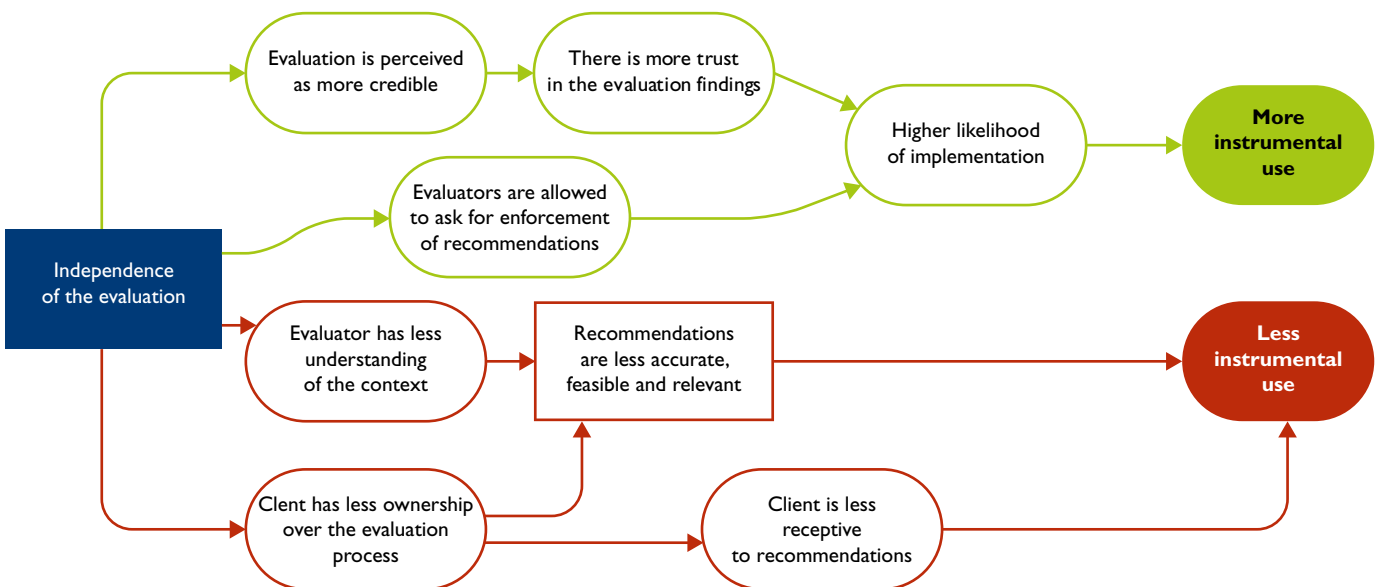 Evaluation is perceived
as more credible
There is more trust
in the evaluation findings
Higher likelihood
of implementation
More
instrumental
use
Evaluators are allowed
to ask for enforcement
of recommendations
Independence
of the evaluation
Evaluator has less
understanding
of the context
Recommendations
are less accurate,
feasible and relevant
Less
instrumental
use
Clent has less ownership
over the evaluation
process
Client is less
receptive
to recommendations